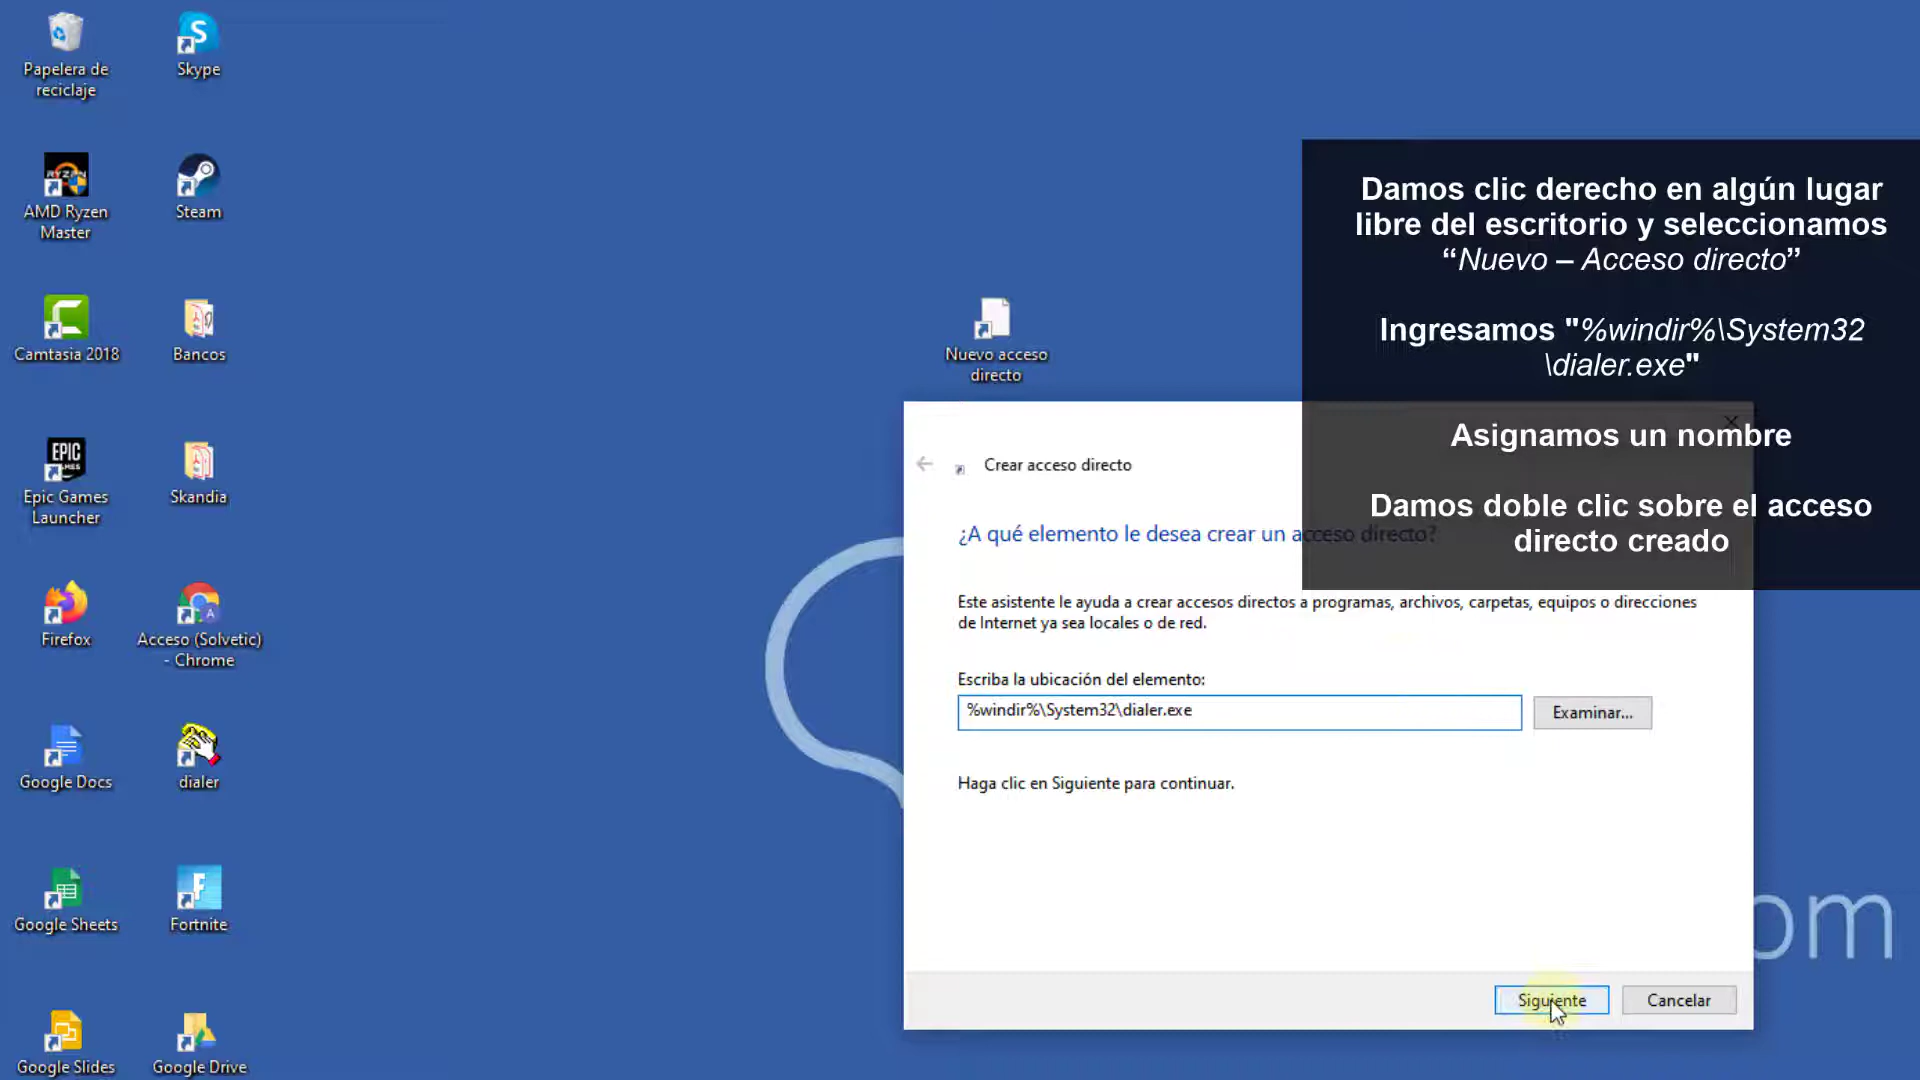 Papelera de
reciclaje
Skype
AMD Ryzen
Master
Steam
Camtasia 2018
Bancos
EPIC
Epic Games
Launcher
Skandia
Firefox
Acceso (Solvetic)
- Chrome
Google Docs
dialer
Google Sheets
Fortnite
Google Slides
Google Drive
Nuevo acceso
directo
Damos clic derecho en algún lugar
libre del escritorio y seleccionamos
“Nuevo – Acceso directo”
Ingresamos "%windir%\System32
\dialer.exe"
Asignamos un nombre
Damos doble clic sobre el acceso
directo creado
Crear acceso directo
¿A qué elemento le desea crear un acceso directo?
Este asistente le ayuda a crear accesos directos a programas, archivos, carpetas, equipos o direcciones
de Internet ya sea locales o de red.
Escriba la ubicación del elemento:
%windir%\System32\dialer.exe
Examinar...
Haga clic en Siguiente para continuar.
Siguiente
Cancelar
om